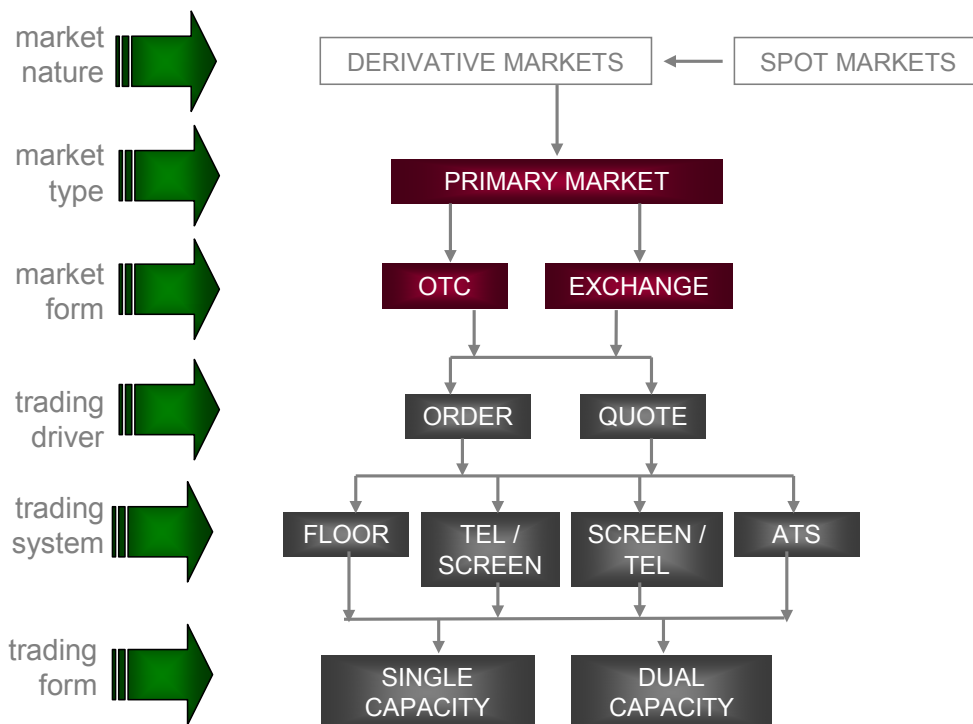 market
nature
DERIVATIVE MARKETS
SPOT MARKETS
market
type
PRIMARY MARKET
market
form
OTC
EXCHANGE
trading
driver
ORDER
QUOTE
trading
system
FLOOR
TEL /
SCREEN
SCREEN /
TEL
ATS
trading
form
SINGLE
CAPACITY
DUAL
CAPACITY